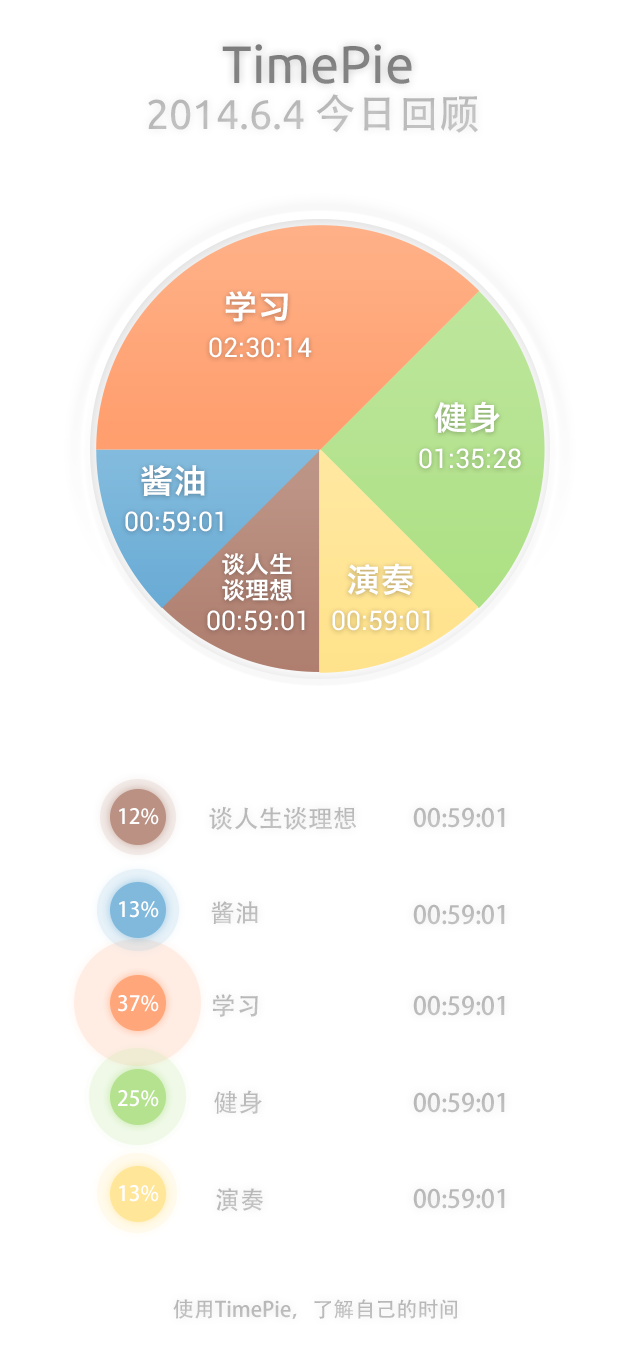 TimePie
2014.6.4 今日回顾
学习
02:30:14
健身
01:35:28
酱油
00:59:01
谈人生
谈理想
00:59:01
演奏
00:59:01
12% 谈人生谈理想 00:59:01
13% 酱油 00:59:01
37% 学习 00:59:01
25% 健身 00:59:01
13% 演奏 00:59:01
使用TimePie，了解自己的时间